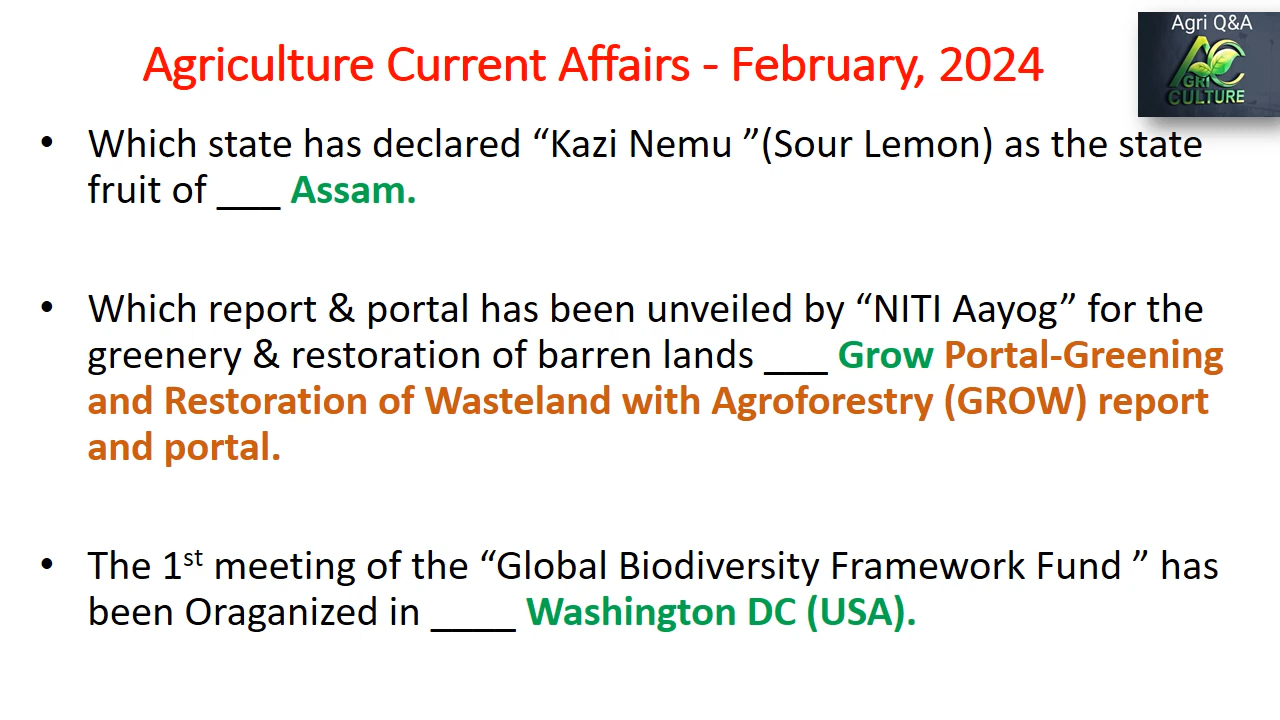 Agri Q&A
AC
GRI
CULTURE
Agriculture Current Affairs - February, 2024
• Which state has declared “Kazi Nemu ”(Sour Lemon) as the state
fruit of ___ Assam.
• Which report & portal has been unveiled by “NITI Aayog” for the
greenery & restoration of barren lands ___ Grow Portal-Greening
and Restoration of Wasteland with Agroforestry (GROW) report
and portal.
• The 1st meeting of the “Global Biodiversity Framework Fund ” has
been Oraganized in ____ Washington DC (USA).